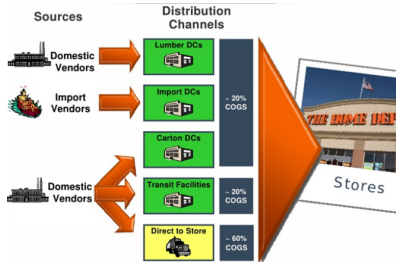 Sources
Distribution
Channels
Domestic
Vendors
Lumber DCs
Import
Vendors
Import DCs
~ 20%
COGS
Carton DCs
Domestic
Vendors
Transit Facilities
~ 20%
COGS
Direct to Store
~ 60%
COGS
THE HOME DEP
Stores